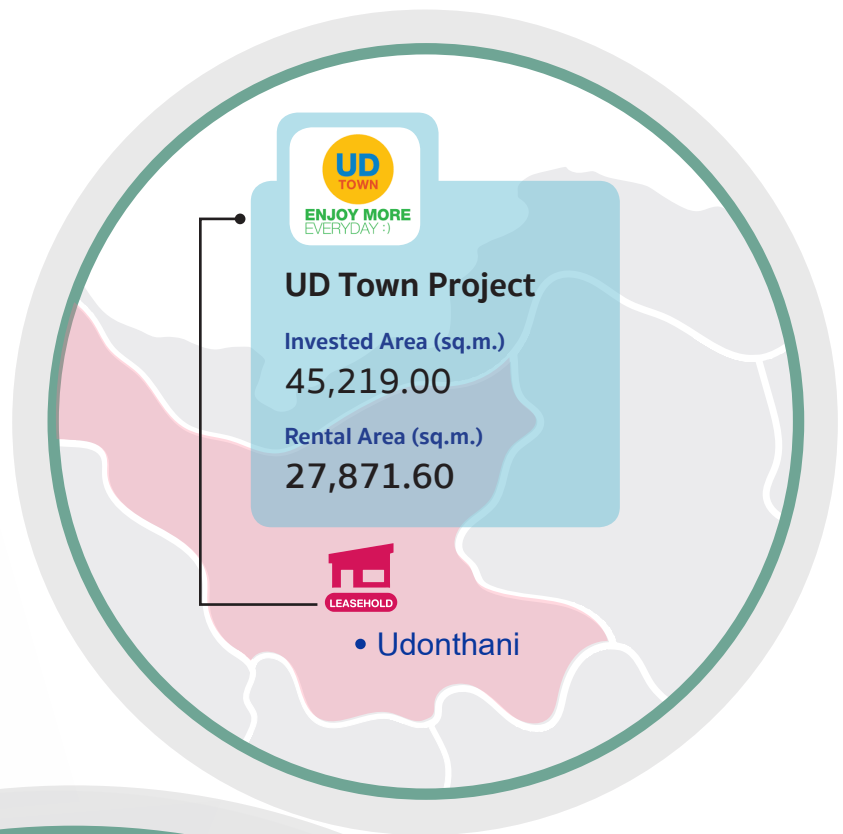 UD
TOWN
ENJOY MORE
EVERYDAY :)
UD Town Project
Invested Area (sq.m.)
45,219.00
Rental Area (sq.m.)
27,871.60
LEASEHOLD
• Udonthani